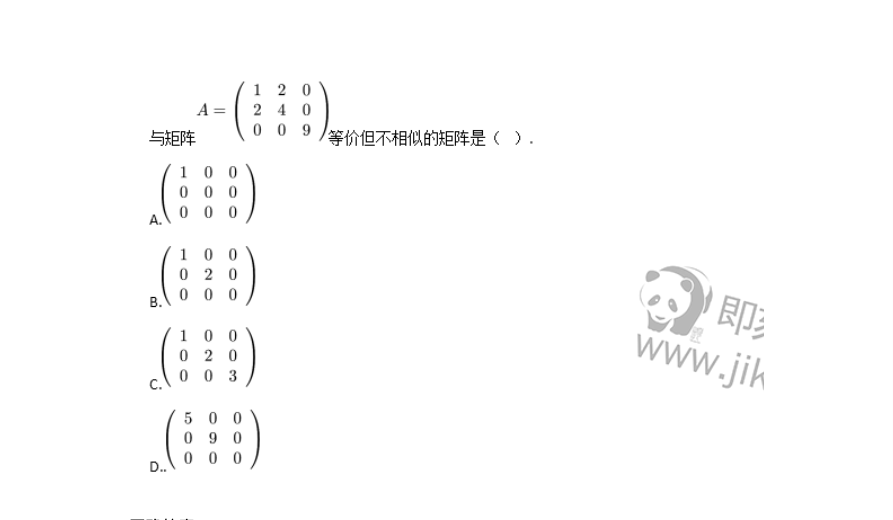 A = ( 1 2 0
2 4 0
0 0 9 )
与矩阵 等价但不相似的矩阵是（ ）.
A. ( 1 0 0
0 0 0
0 0 0 )
B. ( 1 0 0
0 2 0
0 0 0 )
C. ( 1 0 0
0 2 0
0 0 3 )
D.. ( 5 0 0
0 9 0
0 0 0 )
即
www.jik